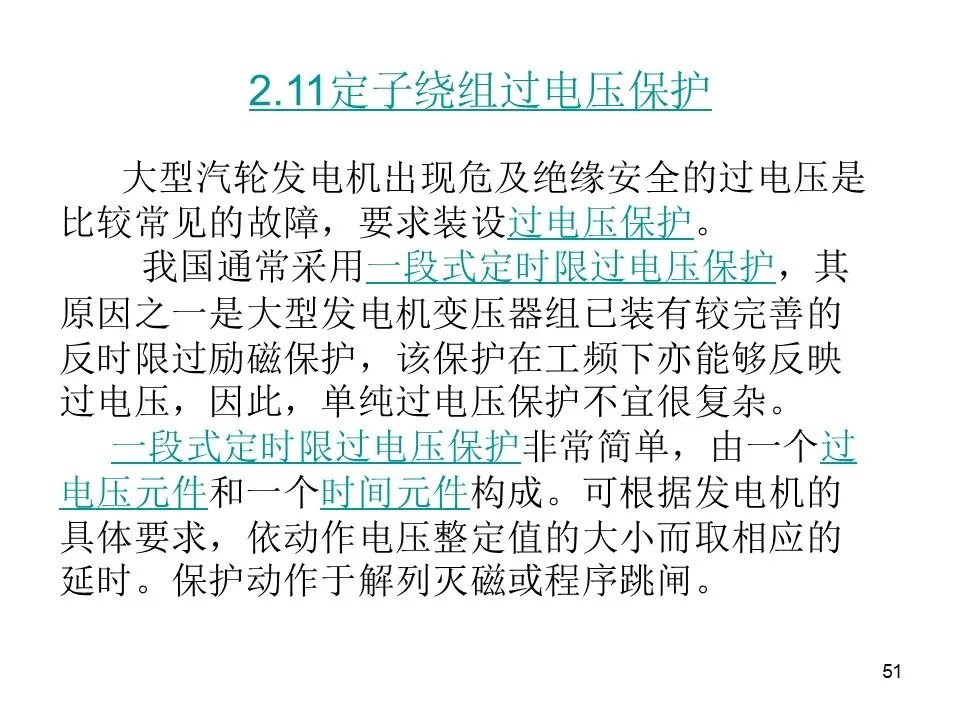 2.11定子绕组过电压保护
大型汽轮发电机出现危及绝缘安全的过电压是
比较常见的故障，要求装设过电压保护。
我国通常采用一段式定时限过电压保护，其
原因之一是大型发电机变压器组已装有较完善的
反时限过励磁保护，该保护在工频下亦能够反映
过电压，因此，单纯过电压保护不宜很复杂。
一段式定时限过电压保护非常简单，由一个过
电压元件和一个时间元件构成。可根据发电机的
具体要求，依动作电压整定值的大小而取相应的
延时。保护动作于解列灭磁或程序跳闸。
51